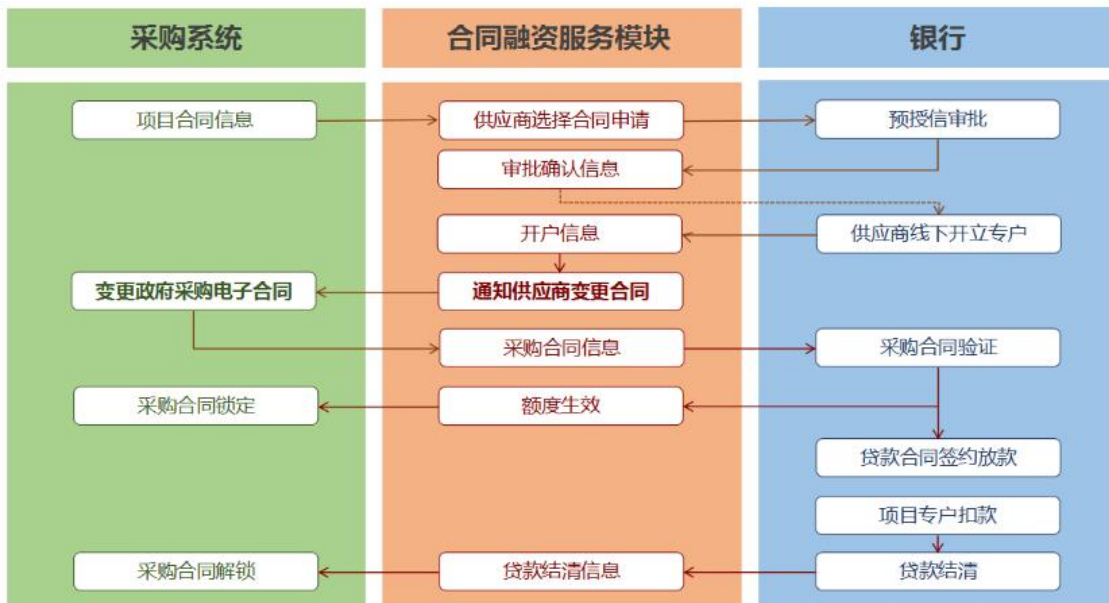 采购系统
合同融资服务模块
银行
项目合同信息
供应商选择合同申请
预授信审批
审批确认信息
开户信息
供应商线下开立专户
变更政府采购电子合同
通知供应商变更合同
采购合同信息
采购合同验证
采购合同锁定
额度生效
贷款合同签约放款
项目专户扣款
采购合同解锁
贷款结清信息
贷款结清